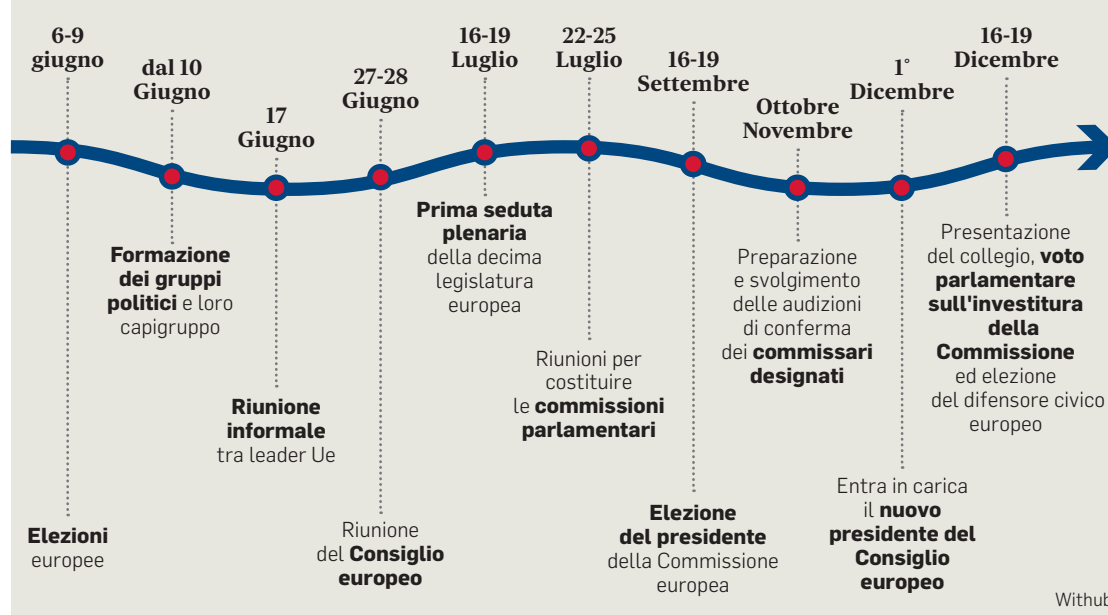 6-9
giugno
Elezioni
europee
dal 10
Giugno
Formazione
dei gruppi
politici e loro
capigruppo
17
Giugno
Riunione
informale
tra leader Ue
27-28
Giugno
Riunione
del Consiglio
europeo
16-19
Luglio
Prima seduta
plenaria
della decima
legislatura
europea
22-25
Luglio
Riunioni per
costituire
le commissioni
parlamentari
16-19
Settembre
Elezione
del presidente
della Commissione
europea
Ottobre
Novembre
Preparazione
e svolgimento
delle audizioni
di conferma
dei commissari
designati
1°
Dicembre
Entra in carica
il nuovo
presidente del
Consiglio
europeo
16-19
Dicembre
Presentazione
del collegio, voto
parlamentare
sull'investitura
della
Commissione
ed elezione
del difensore civico
europeo
Withub